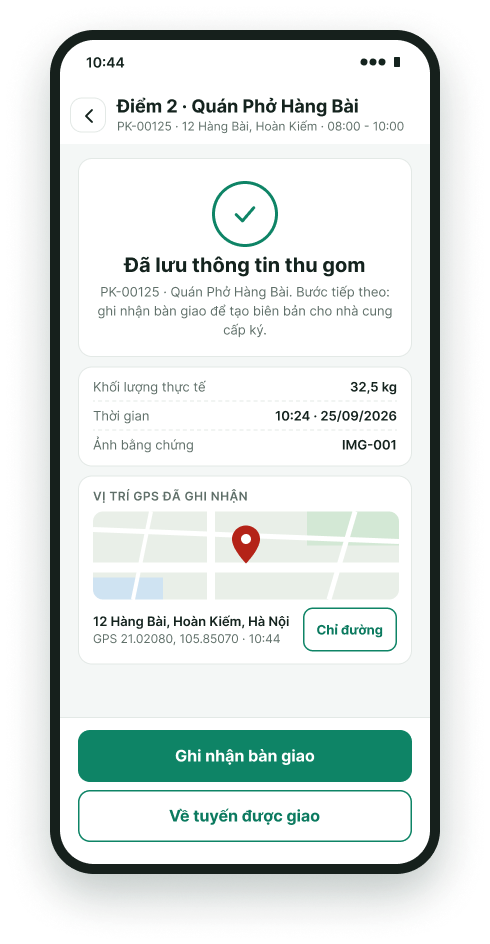 10:44
Điểm 2 · Quán Phở Hàng Bài
PK-00125 · 12 Hàng Bài, Hoàn Kiếm · 08:00 - 10:00
Đã lưu thông tin thu gom
PK-00125 · Quán Phở Hàng Bài. Bước tiếp theo:
ghi nhận bàn giao để tạo biên bản cho nhà cung
cấp ký.
Khối lượng thực tế 32,5 kg
Thời gian 10:24 · 25/09/2026
Ảnh bằng chứng IMG-001
VỊ TRÍ GPS ĐÃ GHI NHẬN
12 Hàng Bài, Hoàn Kiếm, Hà Nội
GPS 21.02080, 105.85070 · 10:44
Chỉ đường
Ghi nhận bàn giao
Về tuyến được giao